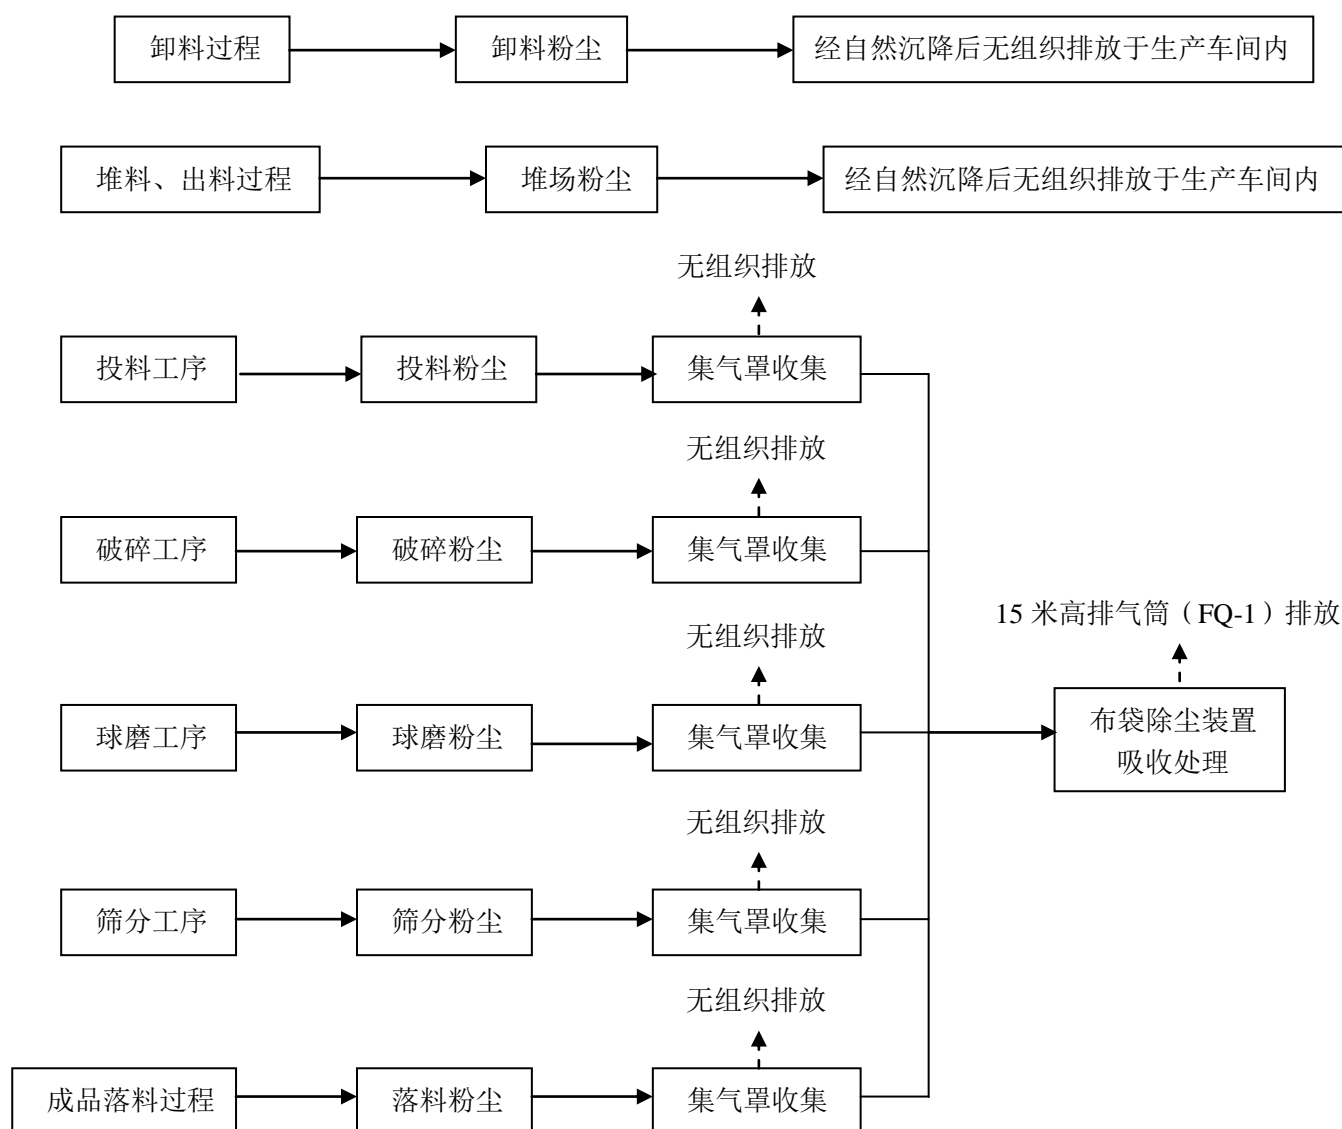 卸料过程
卸料粉尘
经自然沉降后无组织排放于生产车间内
堆料、出料过程
堆场粉尘
经自然沉降后无组织排放于生产车间内
无组织排放
投料工序
投料粉尘
集气罩收集
无组织排放
破碎工序
破碎粉尘
集气罩收集
15 米高排气筒（FQ-1）排放
无组织排放
球磨工序
球磨粉尘
集气罩收集
布袋除尘装置
吸收处理
无组织排放
筛分工序
筛分粉尘
集气罩收集
无组织排放
成品落料过程
落料粉尘
集气罩收集